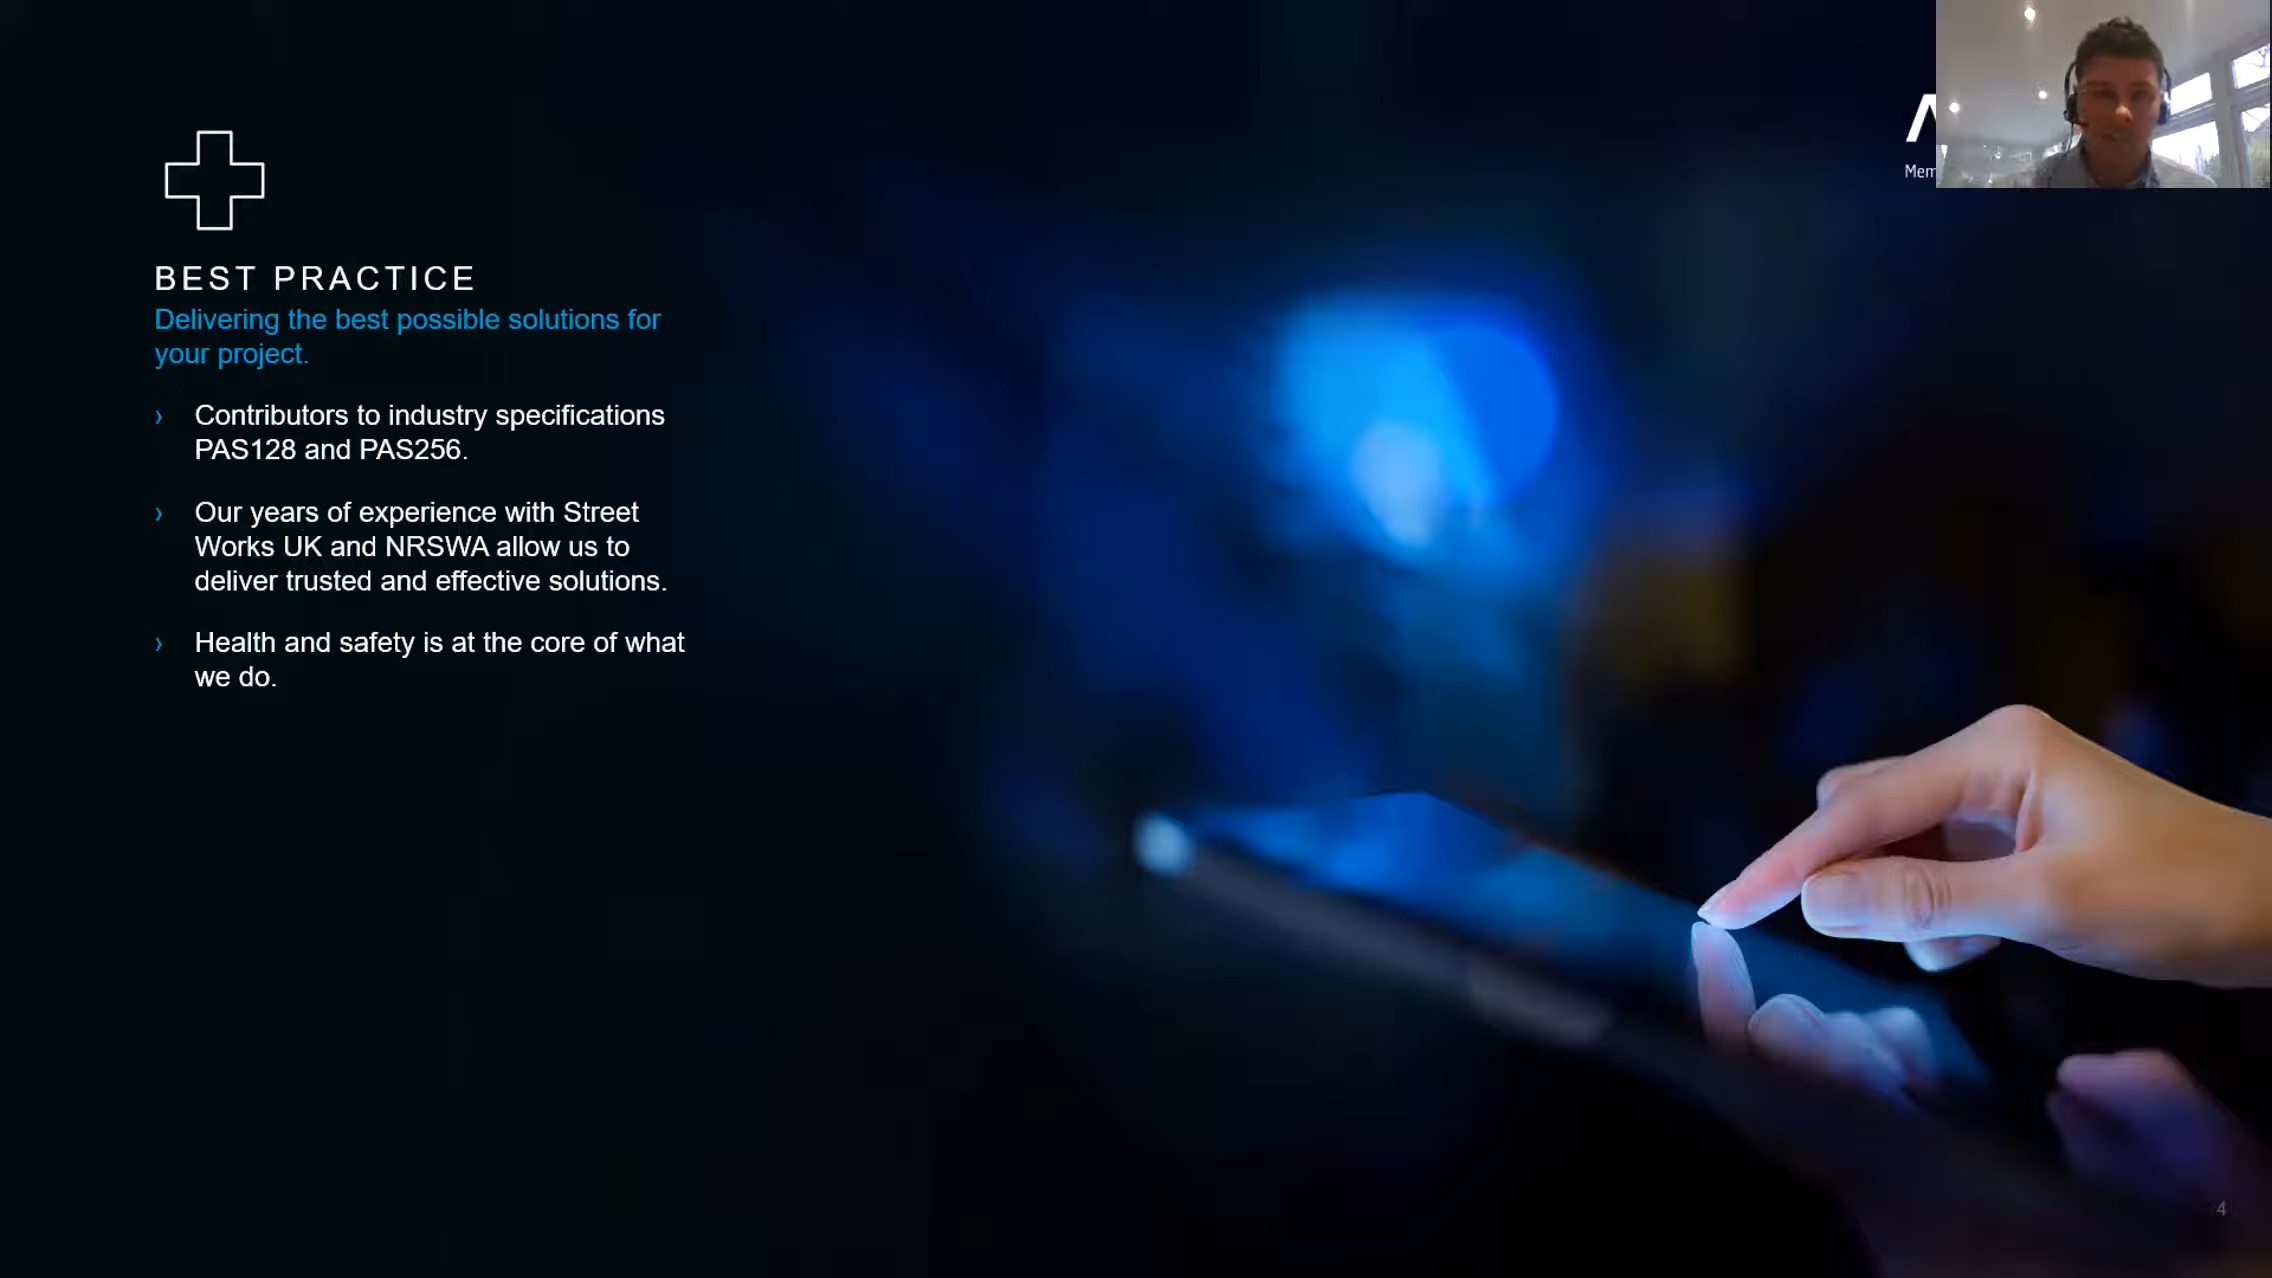 BEST PRACTICE
Delivering the best possible solutions for
your project.
› Contributors to industry specifications
PAS128 and PAS256.
› Our years of experience with Street
Works UK and NRSWA allow us to
deliver trusted and effective solutions.
› Health and safety is at the core of what
we do.
4